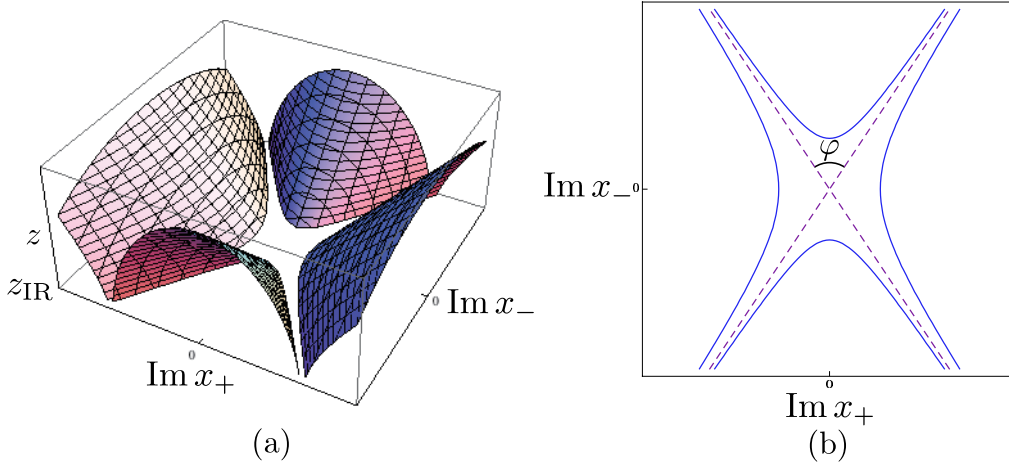 z
z_IR
0
Im x_+
0
Im x_−
(a)
φ
Im x_− 0
0
Im x_+
(b)